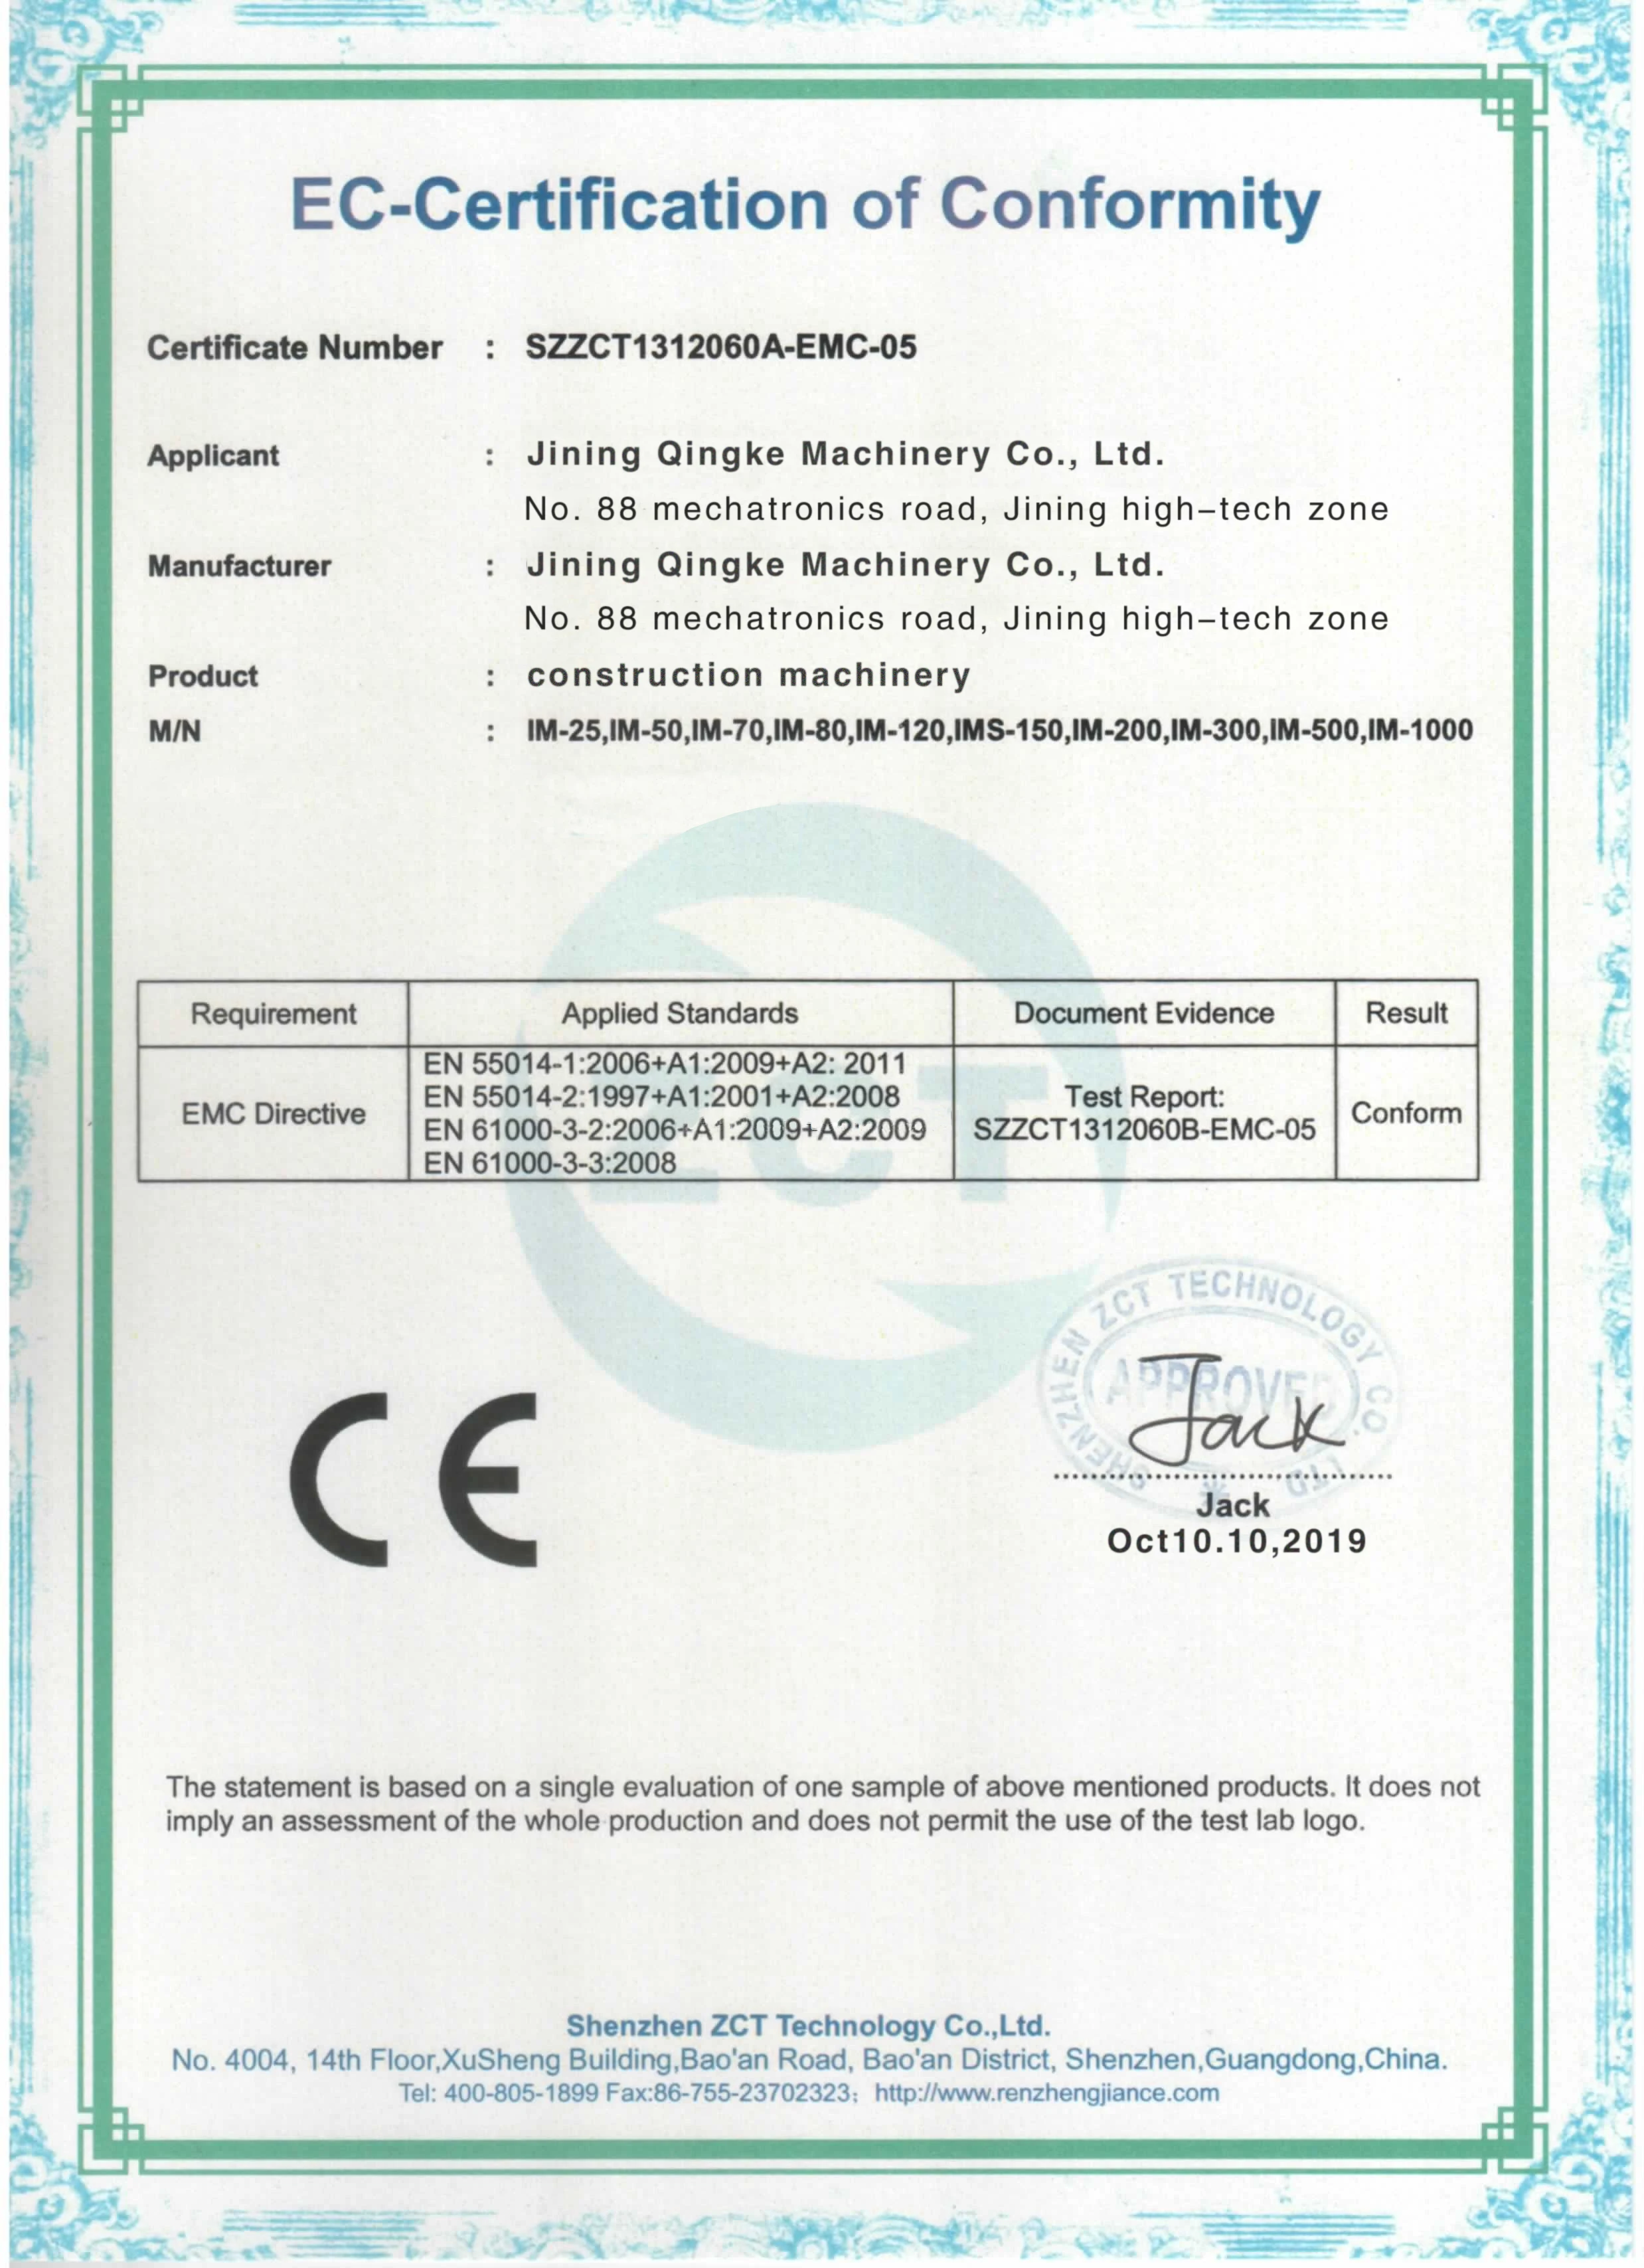 EC-Certification of Conformity
Certificate Number : SZZCT1312060A-EMC-05
Applicant : Jining Qingke Machinery Co., Ltd.
No. 88 mechatronics road, Jining high-tech zone
Manufacturer : Jining Qingke Machinery Co., Ltd.
No. 88 mechatronics road, Jining high-tech zone
Product : construction machinery
M/N : IM-25,IM-50,IM-70,IM-80,IM-120,IMS-150,IM-200,IM-300,IM-500,IM-1000
Requirement Applied Standards Document Evidence Result
EMC Directive
EN 55014-1:2006+A1:2009+A2: 2011
EN 55014-2:1997+A1:2001+A2:2008
EN 61000-3-2:2006+A1:2009+A2:2009
EN 61000-3-3:2008
Test Report:
SZZCT1312060B-EMC-05
Conform
ZCT
CE
SHENZHEN ZCT TECHNOLOGY CO. LTD
APPROVED
Jack
Jack
Oct10.10,2019
The statement is based on a single evaluation of one sample of above mentioned products. It does not
imply an assessment of the whole production and does not permit the use of the test lab logo.
Shenzhen ZCT Technology Co.,Ltd.
No. 4004, 14th Floor,XuSheng Building,Bao'an Road, Bao'an District, Shenzhen,Guangdong,China.
Tel: 400-805-1899 Fax:86-755-23702323; http://www.renzhengjiance.com